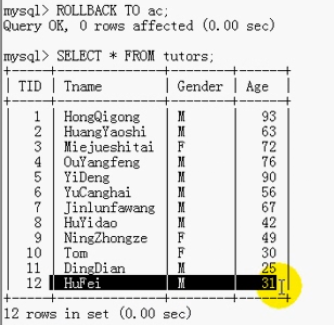 mysql> ROLLBACK TO ac;
Query OK, 0 rows affected (0.00 sec)
mysql> SELECT * FROM tutors;
+-----+--------------+--------+------+
| TID | Tname | Gender | Age |
+-----+--------------+--------+------+
| 1 | HongQigong | M | 93
| 2 | HuangYaoshi | M | 63
| 3 | Miejueshitai | F | 72
| 4 | OuYangfeng | M | 76
| 5 | YiDeng | M | 90
| 6 | YuCanghai | M | 56
| 7 | Jinlunfawang | M | 67
| 8 | HuYidao | M | 42
| 9 | NingZhongze | F | 49
| 10 | Tom | F | 30
| 11 | DingDian | M | 25
| 12 | HuFei | M | 31
+-----+--------------+--------+------+
12 rows in set (0.00 sec)